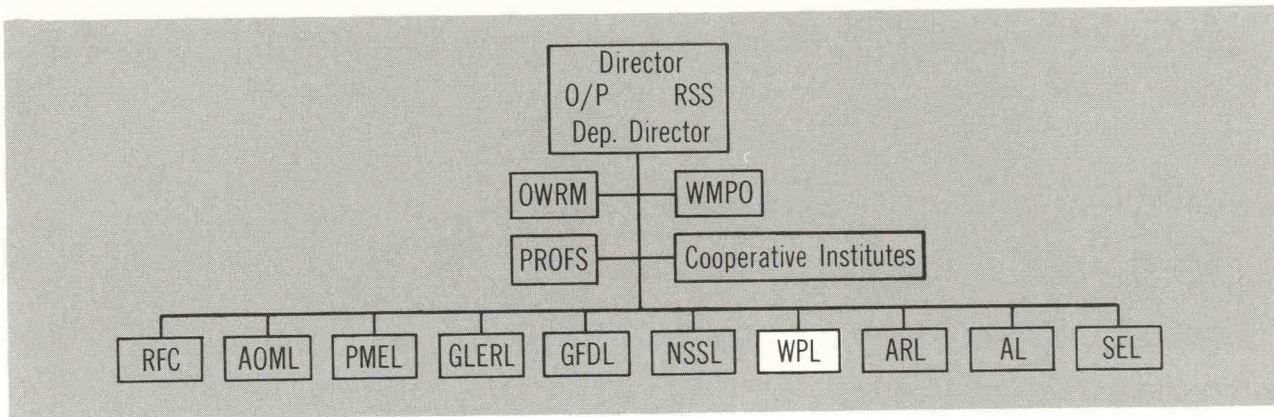 Director
O/P RSS
Dep. Director
OWRM WMPO
PROFS Cooperative Institutes
RFC AOML PMEL GLERL GFDL NSSL WPL ARL AL SEL